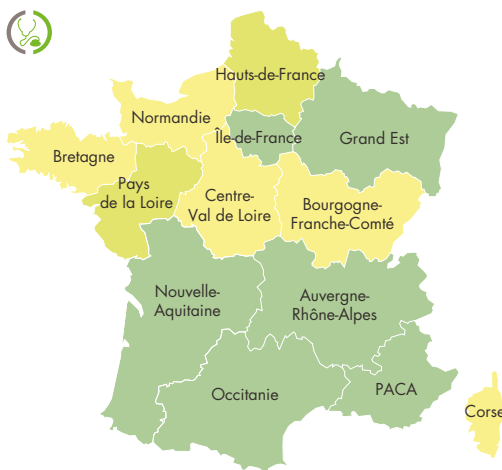 Hauts-de-France
Normandie
Île-de-France
Grand Est
Bretagne
Pays
de la Loire
Centre-
Val de Loire
Bourgogne-
Franche-Comté
Nouvelle-
Aquitaine
Auvergne-
Rhône-Alpes
Occitanie
PACA
Corse